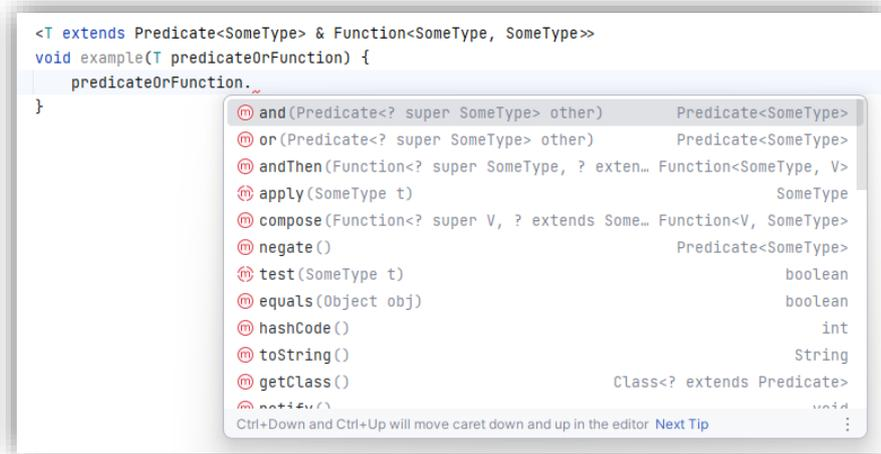 <T extends Predicate<SomeType> & Function<SomeType, SomeType>>
void example(T predicateOrFunction) {
predicateOrFunction.
and(Predicate<? super SomeType> other) Predicate<SomeType>
or(Predicate<? super SomeType> other) Predicate<SomeType>
andThen(Function<? super SomeType, ? exten… Function<SomeType, V>
apply(SomeType t) SomeType
compose(Function<? super V, ? extends Some… Function<V, SomeType>
negate() Predicate<SomeType>
test(SomeType t) boolean
equals(Object obj) boolean
hashCode() int
toString() String
getClass() Class<? extends Predicate>
notify() void
Ctrl+Down and Ctrl+Up will move caret down and up in the editor Next Tip
}